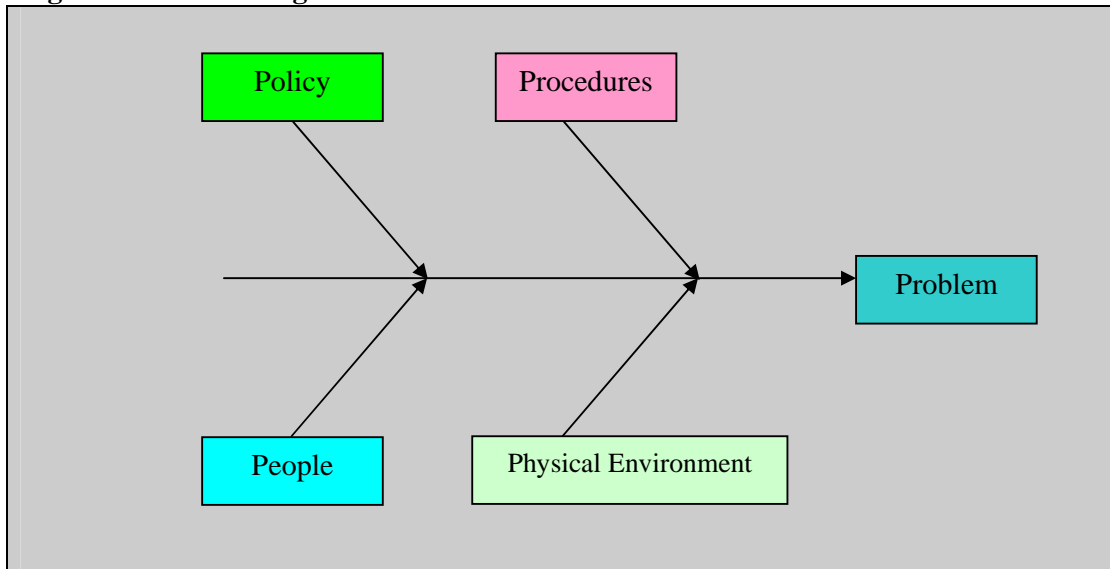 Policy
Procedures
Problem
People
Physical Environment